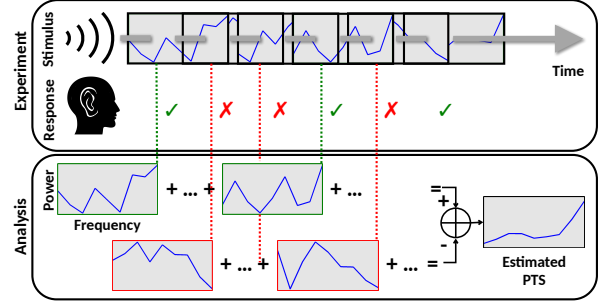 Experiment
Stimulus
Time
Response
✓ ✗ ✗ ✓ ✗ ✓
Analysis
Power
+ ... + + ... =
Frequency
+
-
+ ... + + ... =
Estimated
PTS